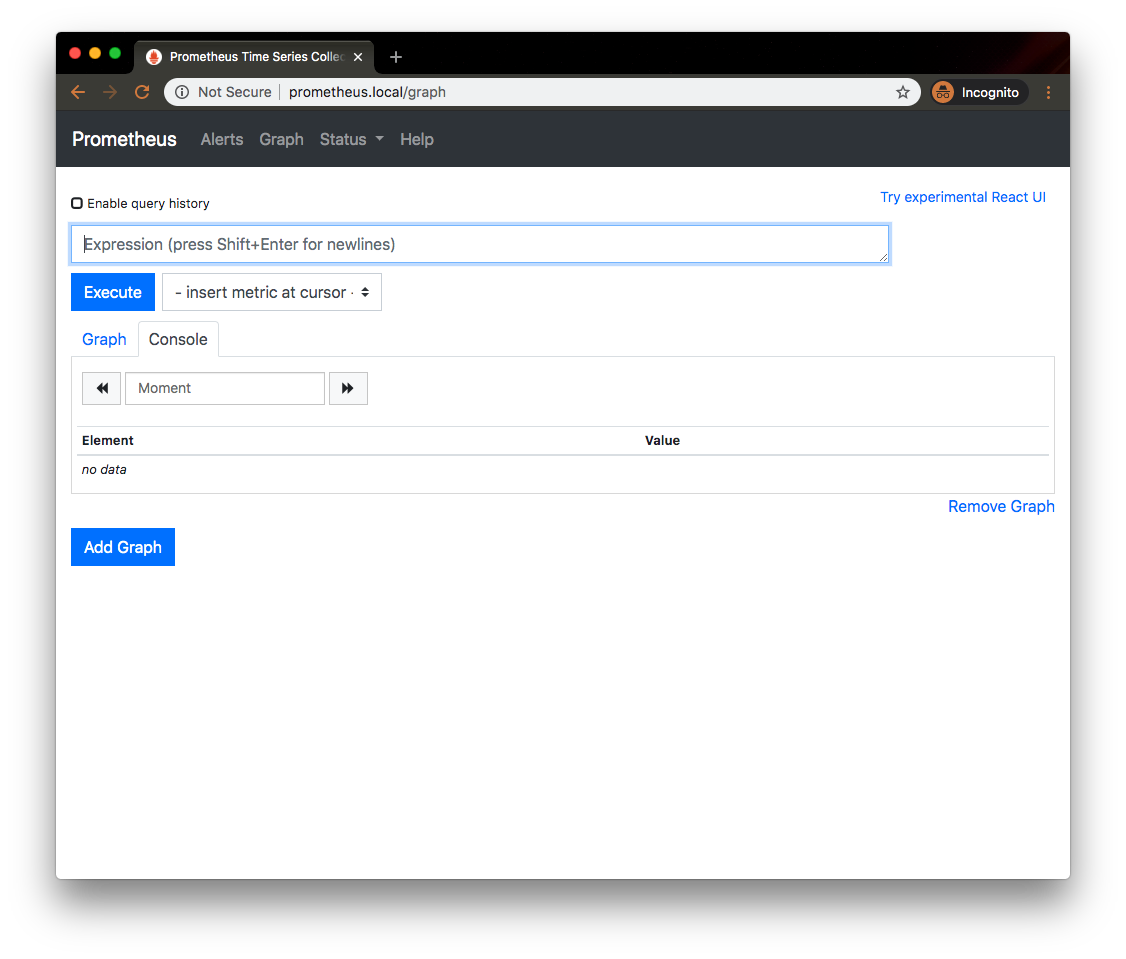 Prometheus Time Series Collec
Not Secure prometheus.local/graph Incognito
Prometheus Alerts Graph Status Help
Try experimental React UI
Enable query history
Expression (press Shift+Enter for newlines)
Execute - insert metric at cursor -
Graph Console
Moment
Element Value
no data
Remove Graph
Add Graph